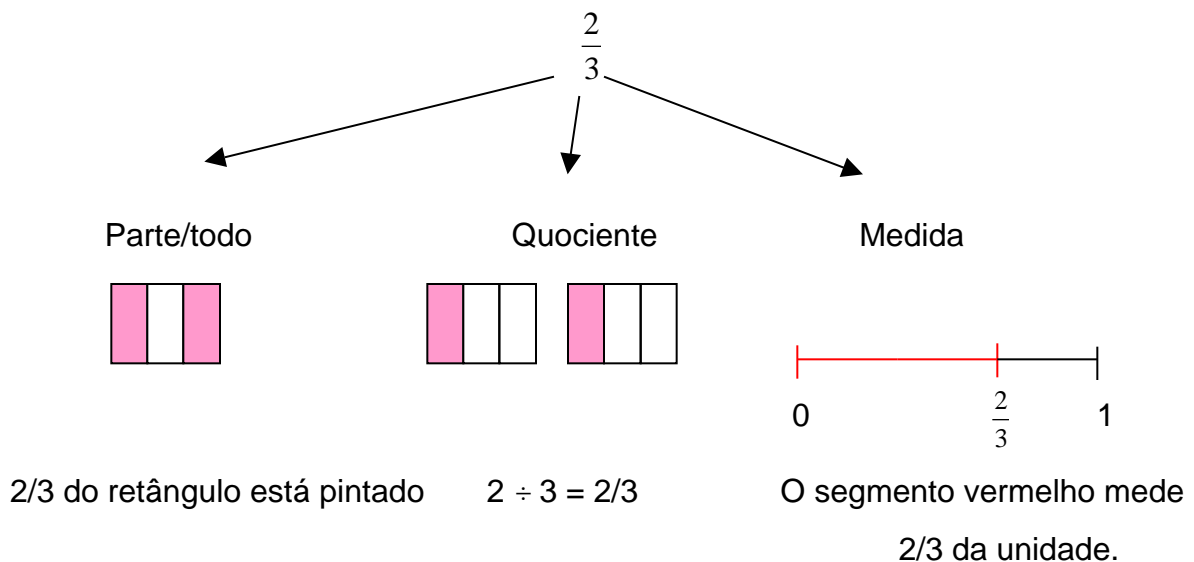 2
3
Parte/todo Quociente Medida
0 2/3 1
2/3 do retângulo está pintado 2 ÷ 3 = 2/3 O segmento vermelho mede
2/3 da unidade.